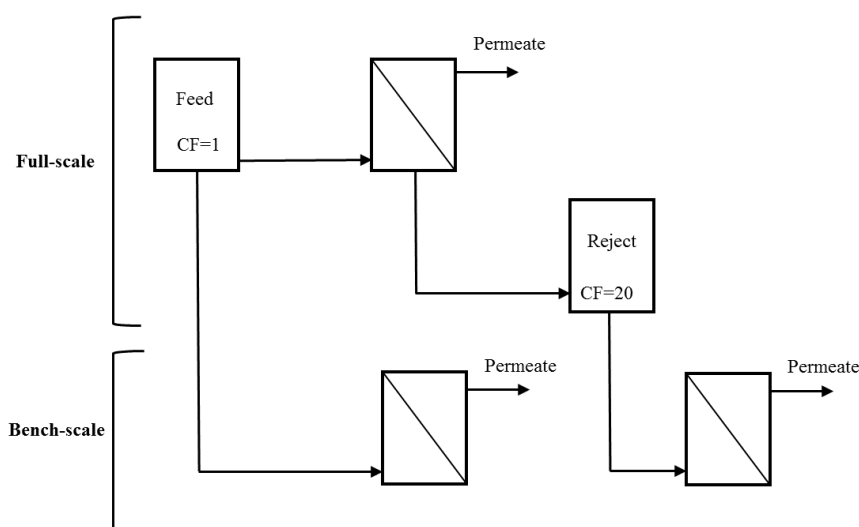 Permeate
Feed
CF=1
Full-scale
Reject
CF=20
Permeate
Permeate
Bench-scale